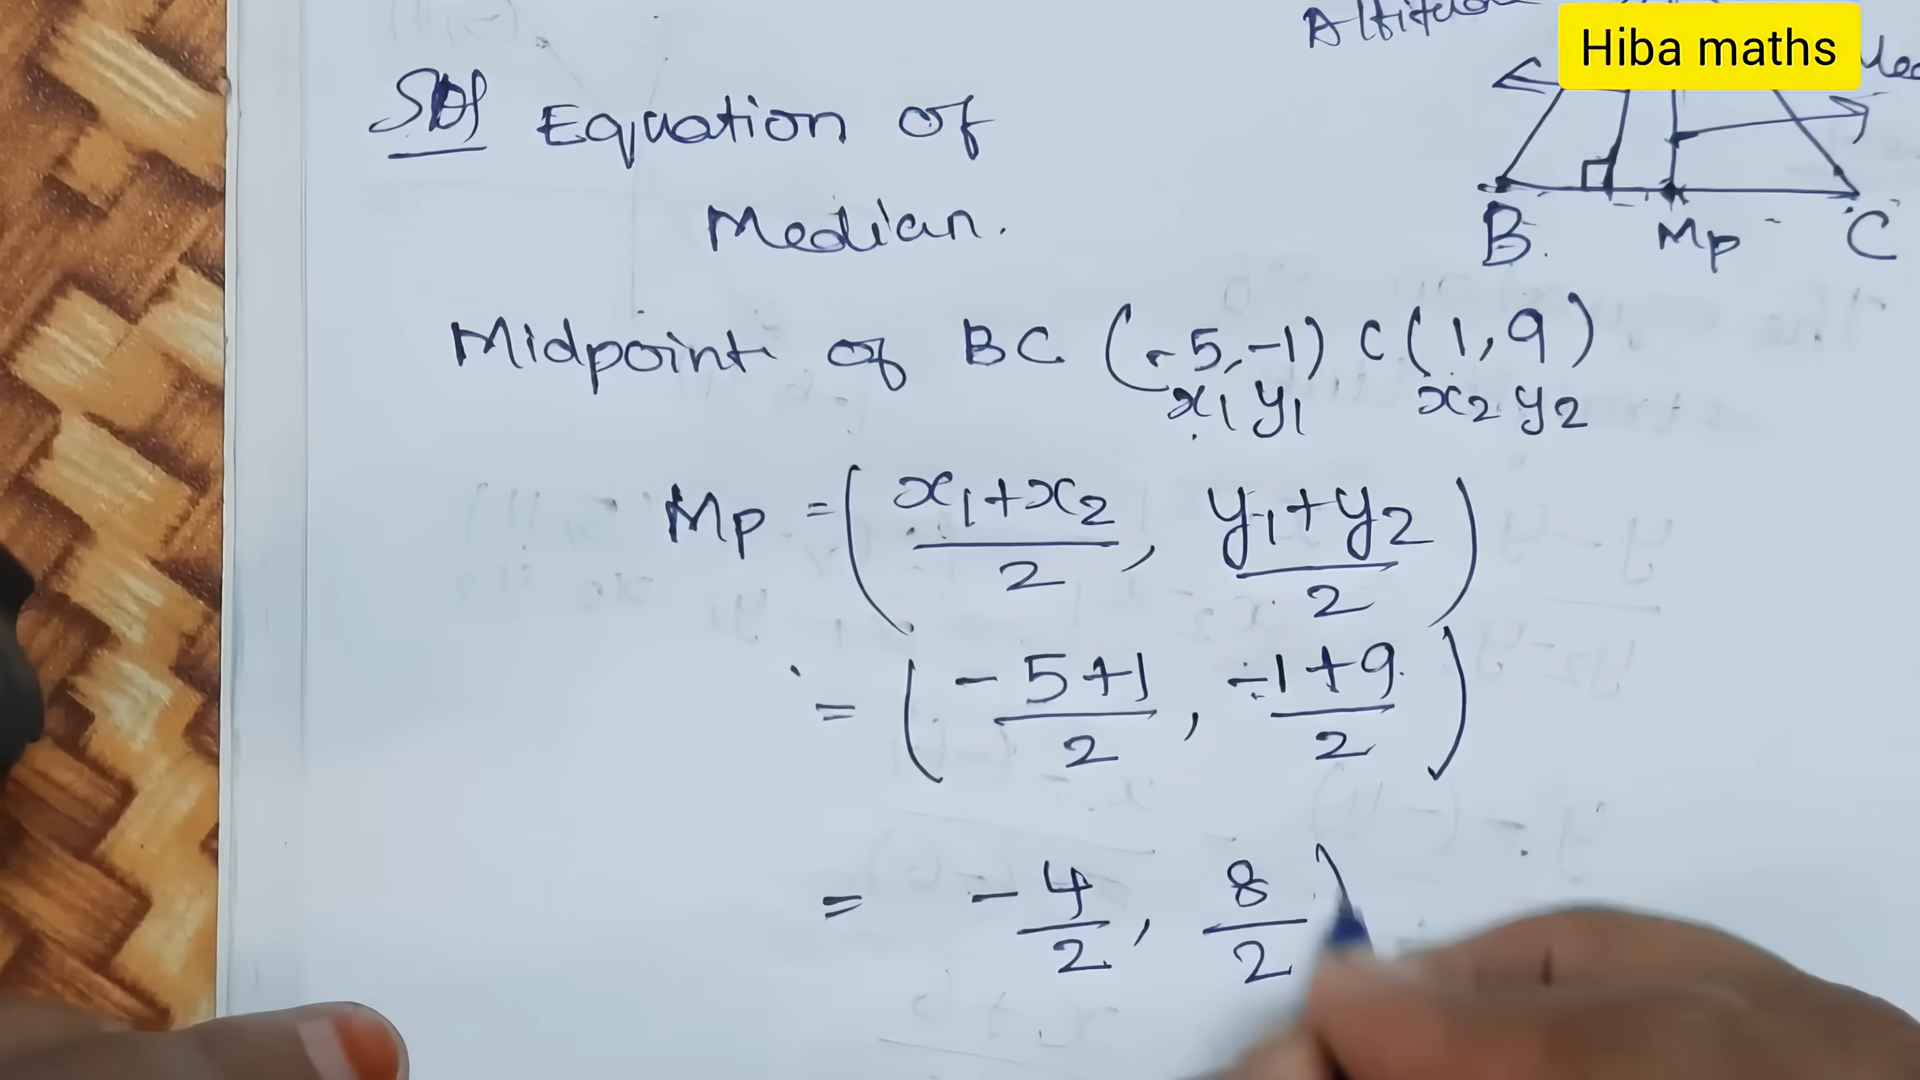 Hiba maths
Sol Equation of
Median.
B. Mp C
Midpoint of BC (-5,-1) C(1,9)
x1 y1 x2 y2
Mp = ( x1+x2 / 2 , y1+y2 / 2 )
= ( -5+1 / 2 , -1+9 / 2 )
= -4/2 , 8/2 )